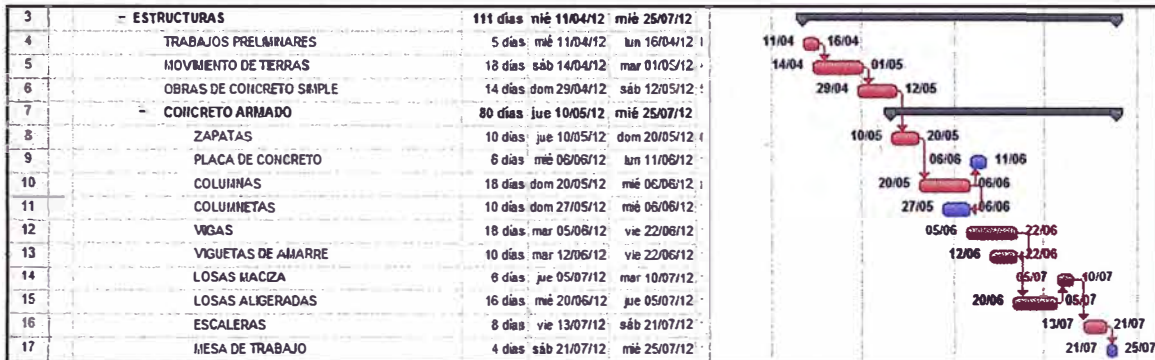 3 - ESTRUCTURAS 111 días mié 11/04/12 mié 25/07/12
4 TRABAJOS PRELIMINARES 5 días mié 11/04/12 lun 16/04/12 11/04 16/04
5 MOVIMIENTO DE TIERRAS 18 días sáb 14/04/12 mar 01/05/12 14/04 01/05
6 OBRAS DE CONCRETO SIMPLE 14 días dom 29/04/12 sáb 12/05/12 29/04 12/05
7 - CONCRETO ARMADO 80 días jue 10/05/12 mié 25/07/12
8 ZAPATAS 10 días jue 10/05/12 dom 20/05/12 10/05 20/05
9 PLACA DE CONCRETO 6 días mié 06/06/12 lun 11/06/12 06/06 11/06
10 COLUMNAS 18 días dom 20/05/12 mié 06/06/12 20/05 06/06
11 COLUMNETAS 10 días dom 27/05/12 mié 06/06/12 27/05 06/06
12 VIGAS 18 días mar 05/06/12 vie 22/06/12 05/06 22/06
13 VIGUETAS DE AMARRE 10 días mar 12/06/12 vie 22/06/12 12/06 22/06
14 LOSAS MACIZA 6 días jue 05/07/12 mar 10/07/12 05/07 10/07
15 LOSAS ALIGERADAS 16 días mié 20/06/12 jue 05/07/12 20/06 05/07
16 ESCALERAS 8 días vie 13/07/12 sáb 21/07/12 13/07 21/07
17 MESA DE TRABAJO 4 días sáb 21/07/12 mié 25/07/12 21/07 25/07